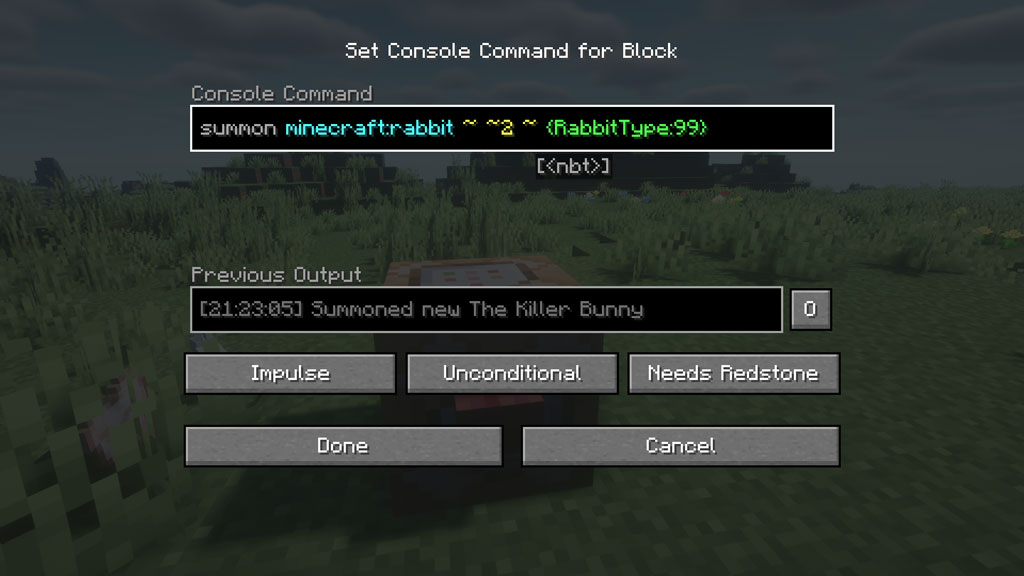 Set Console Command for Block
Console Command
summon minecraft:rabbit ~ ~2 ~ {RabbitType:99}
[<nbt>]
Previous Output
[21:23:05] Summoned new The Killer Bunny
O
Impulse
Unconditional
Needs Redstone
Done
Cancel